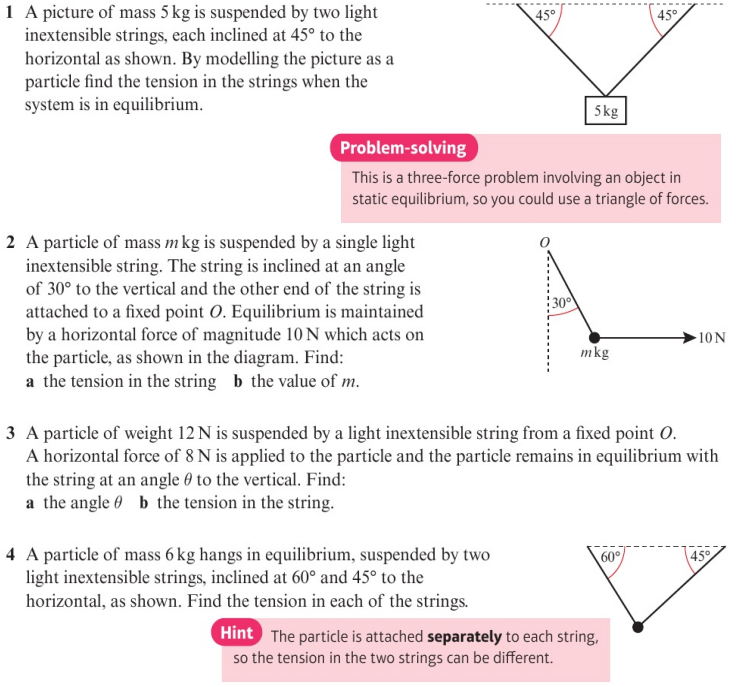 1 A picture of mass 5 kg is suspended by two light
inextensible strings, each inclined at 45° to the
horizontal as shown. By modelling the picture as a
particle find the tension in the strings when the
system is in equilibrium.
45° 45°
5 kg
Problem-solving
This is a three-force problem involving an object in
static equilibrium, so you could use a triangle of forces.
2 A particle of mass m kg is suspended by a single light
inextensible string. The string is inclined at an angle
of 30° to the vertical and the other end of the string is
attached to a fixed point O. Equilibrium is maintained
by a horizontal force of magnitude 10 N which acts on
the particle, as shown in the diagram. Find:
a the tension in the string b the value of m.
O
30°
10 N
m kg
3 A particle of weight 12 N is suspended by a light inextensible string from a fixed point O.
A horizontal force of 8 N is applied to the particle and the particle remains in equilibrium with
the string at an angle θ to the vertical. Find:
a the angle θ b the tension in the string.
4 A particle of mass 6 kg hangs in equilibrium, suspended by two
light inextensible strings, inclined at 60° and 45° to the
horizontal, as shown. Find the tension in each of the strings.
60° 45°
Hint The particle is attached separately to each string,
so the tension in the two strings can be different.